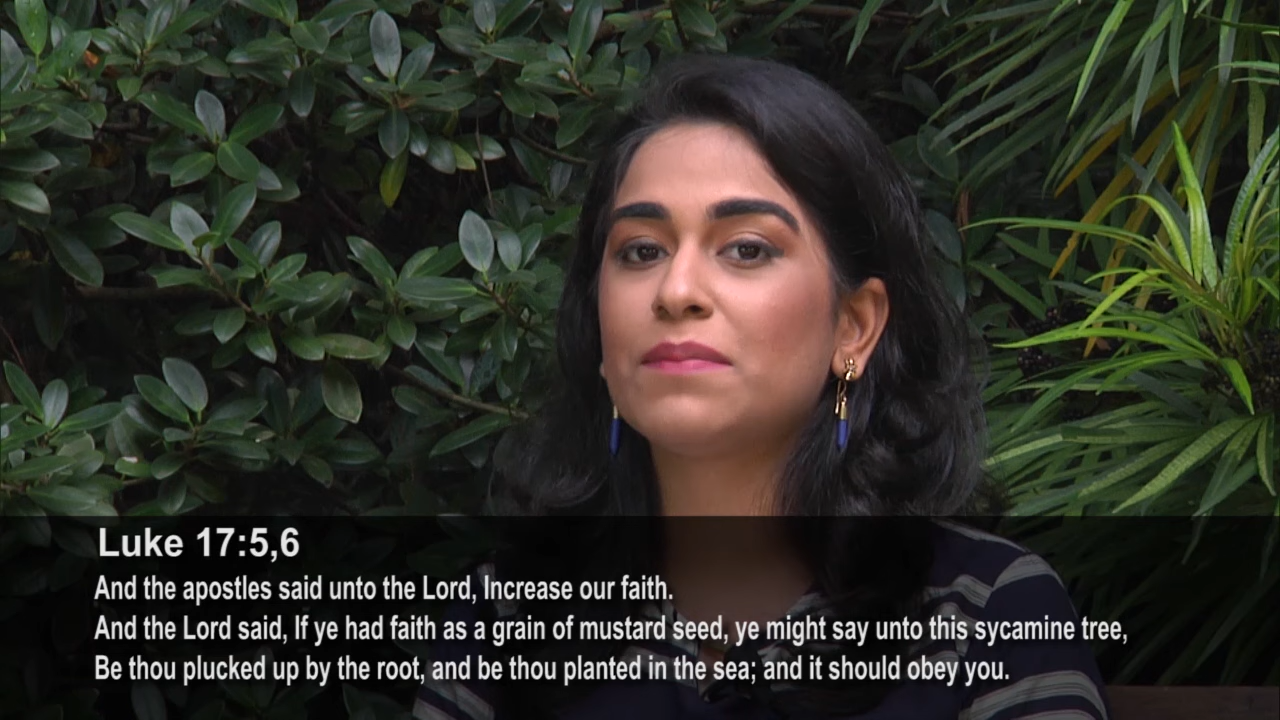 Luke 17:5,6
And the apostles said unto the Lord, Increase our faith.
And the Lord said, If ye had faith as a grain of mustard seed, ye might say unto this sycamine tree,
Be thou plucked up by the root, and be thou planted in the sea; and it should obey you.